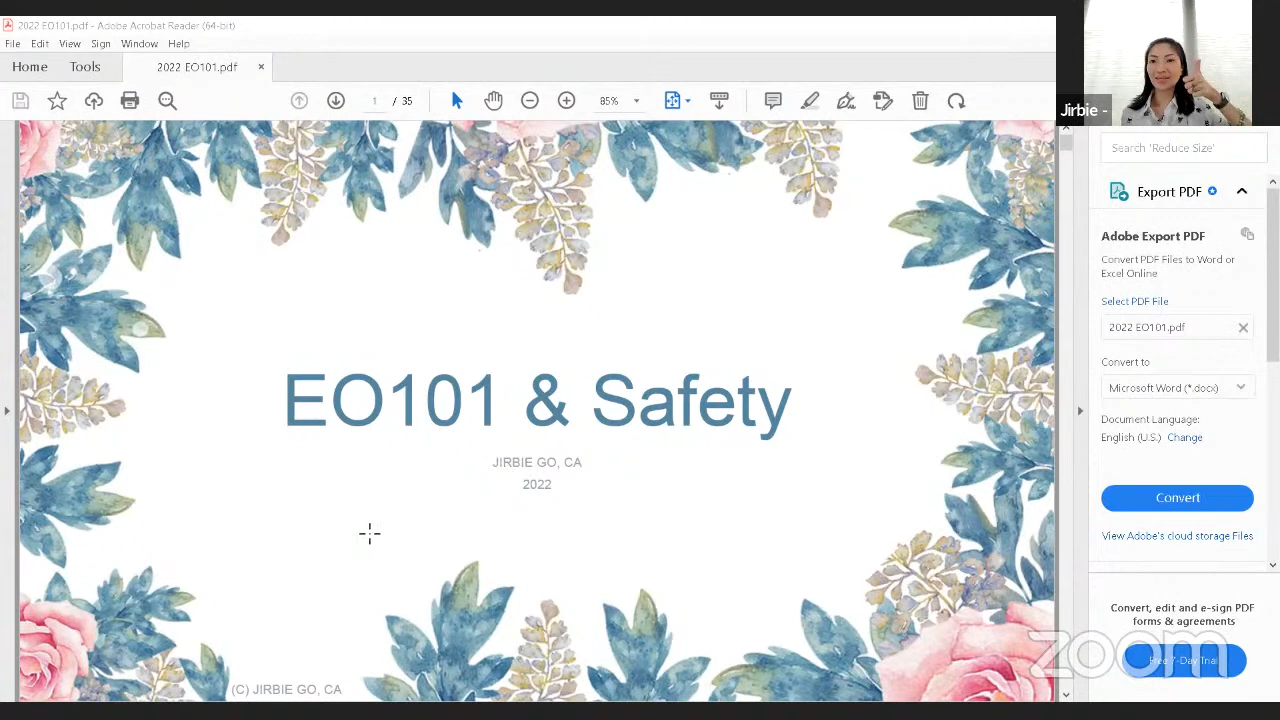 2022 EO101.pdf - Adobe Acrobat Reader (64-bit)
File Edit View Sign Window Help
Home Tools 2022 EO101.pdf ×
1 / 35 85%
Jirbie -
Search 'Reduce Size'
Export PDF
Adobe Export PDF
Convert PDF Files to Word or
Excel Online
Select PDF File
2022 EO101.pdf
Convert to
Microsoft Word (*.docx)
Document Language:
English (U.S.) Change
Convert
View Adobe's cloud storage Files
Convert, edit and e-sign PDF
forms & agreements
Free 7-Day Trial
zoom
EO101 & Safety
JIRBIE GO, CA
2022
(C) JIRBIE GO, CA